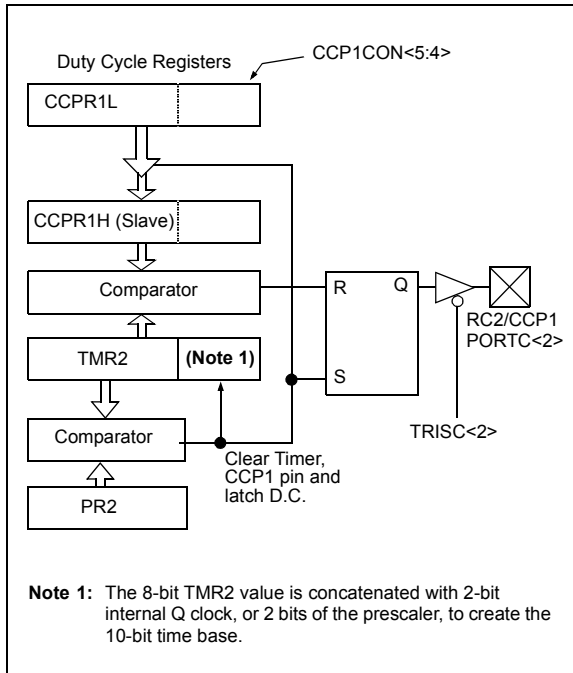 Duty Cycle Registers
CCP1CON<5:4>
CCPR1L
CCPR1H (Slave)
Comparator
R
Q
RC2/CCP1
PORTC<2>
TMR2
(Note 1)
S
TRISC<2>
Comparator
Clear Timer,
CCP1 pin and
latch D.C.
PR2
Note 1: The 8-bit TMR2 value is concatenated with 2-bit
internal Q clock, or 2 bits of the prescaler, to create the
10-bit time base.